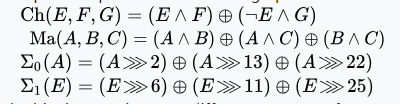 Ch(E, F, G) = (E ∧ F) ⊕ (¬E ∧ G)
Ma(A, B, C) = (A ∧ B) ⊕ (A ∧ C) ⊕ (B ∧ C)
Σ₀(A) = (A⋙2) ⊕ (A⋙13) ⊕ (A⋙22)
Σ₁(E) = (E⋙6) ⊕ (E⋙11) ⊕ (E⋙25)